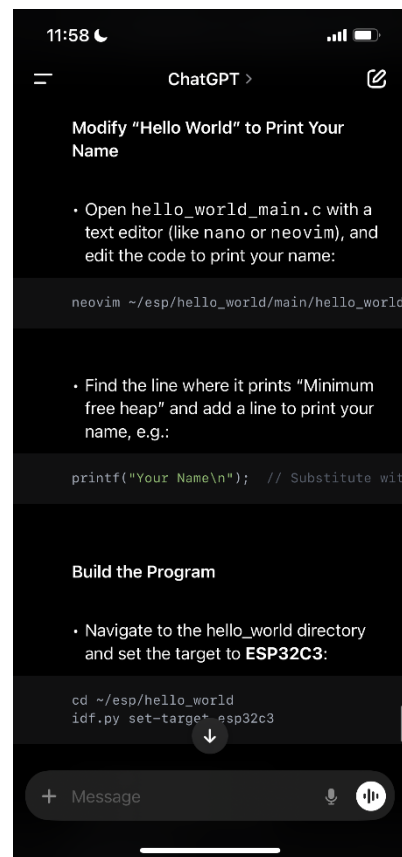 11:58
ChatGPT >
Modify “Hello World” to Print Your
Name
• Open hello_world_main.c with a
text editor (like nano or neovim), and
edit the code to print your name:
neovim ~/esp/hello_world/main/hello_world
• Find the line where it prints “Minimum
free heap” and add a line to print your
name, e.g.:
printf("Your Name\n");  // Substitute wit
Build the Program
• Navigate to the hello_world directory
and set the target to ESP32C3:
cd ~/esp/hello_world
idf.py set-target esp32c3
Message